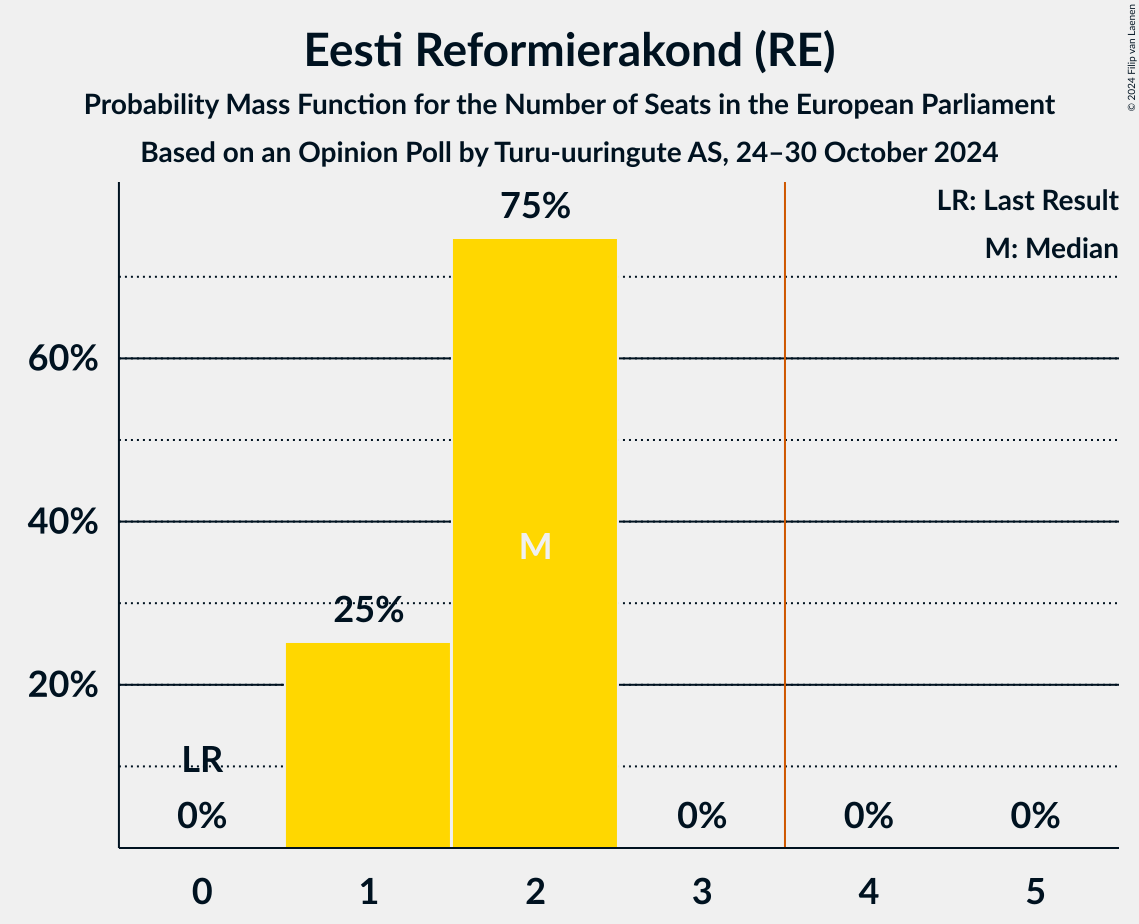 Eesti Reformierakond (RE)
Probability Mass Function for the Number of Seats in the European Parliament
Based on an Opinion Poll by Turu-uuringute AS, 24–30 October 2024
© 2024 Filip van Laenen
LR: Last Result
M: Median
75%
60%
40%
M
25%
20%
LR
0%
0%
0%
0%
0
1
2
3
4
5